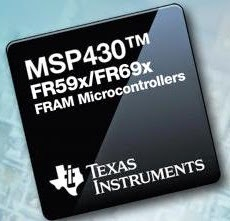 MSP430™
FR59x/FR69x
FRAM Microcontrollers
TEXAS
INSTRUMENTS